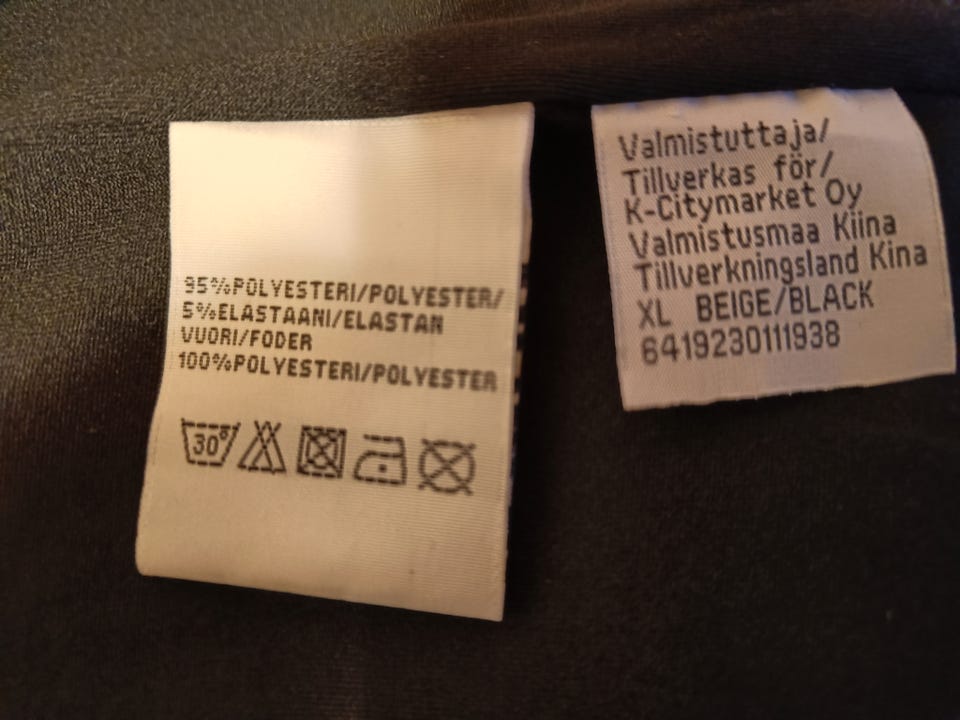 95%POLYESTERI/POLYESTER/
5%ELASTAANI/ELASTAN
VUORI/FODER
100%POLYESTERI/POLYESTER
30°
Valmistuttaja/
Tillverkas för/
K-Citymarket Oy
Valmistusmaa Kiina
Tillverkningsland Kina
XL BEIGE/BLACK
6419230111938